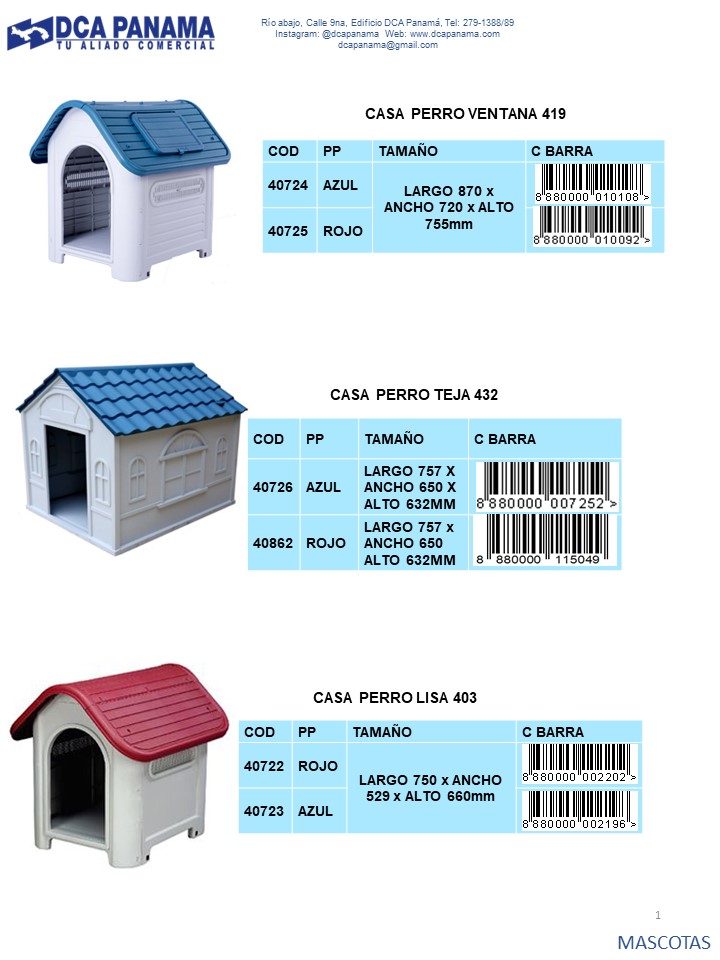 DCA PANAMA
TU ALIADO COMERCIAL
Río abajo, Calle 9na, Edificio DCA Panamá, Tel: 279-1388/89
Instagram: @dcapanama Web: www.dcapanama.com
dcapanama@gmail.com
CASA PERRO VENTANA 419
COD PP TAMAÑO C BARRA
40724 AZUL LARGO 870 x
ANCHO 720 x ALTO
755mm
8 880000 010108 >
40725 ROJO 8 880000 010092 >
CASA PERRO TEJA 432
COD PP TAMAÑO C BARRA
40726 AZUL LARGO 757 X
ANCHO 650 X
ALTO 632MM
8 880000 007252 >
40862 ROJO LARGO 757 x
ANCHO 650
ALTO 632MM
8 880000 115049
CASA PERRO LISA 403
COD PP TAMAÑO C BARRA
40722 ROJO LARGO 750 x ANCHO
529 x ALTO 660mm
8 880000 002202 >
40723 AZUL 8 880000 002196 >
1
MASCOTAS